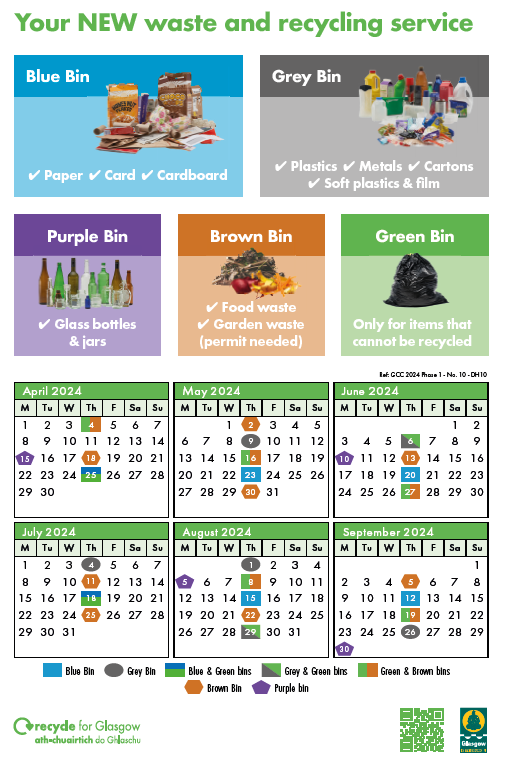 Your NEW waste and recycling service
Blue Bin
✔ Paper ✔ Card ✔ Cardboard
Grey Bin
✔ Plastics ✔ Metals ✔ Cartons
✔ Soft plastics & film
Purple Bin
✔ Glass bottles
& jars
Brown Bin
✔ Food waste
✔ Garden waste
(permit needed)
Green Bin
Only for items that
cannot be recycled
Ref: GCC 2024 Phase 1 - No. 10 - DH10
April 2024
M Tu W Th F Sa Su
1 2 3 4 5 6 7
8 9 10 11 12 13 14
15 16 17 18 19 20 21
22 23 24 25 26 27 28
29 30
May 2024
M Tu W Th F Sa Su
1 2 3 4 5
6 7 8 9 10 11 12
13 14 15 16 17 18 19
20 21 22 23 24 25 26
27 28 29 30 31
June 2024
M Tu W Th F Sa Su
1 2
3 4 5 6 7 8 9
10 11 12 13 14 15 16
17 18 19 20 21 22 23
24 25 26 27 28 29 30
July 2024
M Tu W Th F Sa Su
1 2 3 4 5 6 7
8 9 10 11 12 13 14
15 16 17 18 19 20 21
22 23 24 25 26 27 28
29 30 31
August 2024
M Tu W Th F Sa Su
1 2 3 4
5 6 7 8 9 10 11
12 13 14 15 16 17 18
19 20 21 22 23 24 25
26 27 28 29 30 31
September 2024
M Tu W Th F Sa Su
1
2 3 4 5 6 7 8
9 10 11 12 13 14 15
16 17 18 19 20 21 22
23 24 25 26 27 28 29
30
Blue Bin Grey Bin Blue & Green bins Grey & Green bins Green & Brown bins
Brown Bin Purple bin
recycle for Glasgow
ath-chuairtich do Ghlaschu
Glasgow